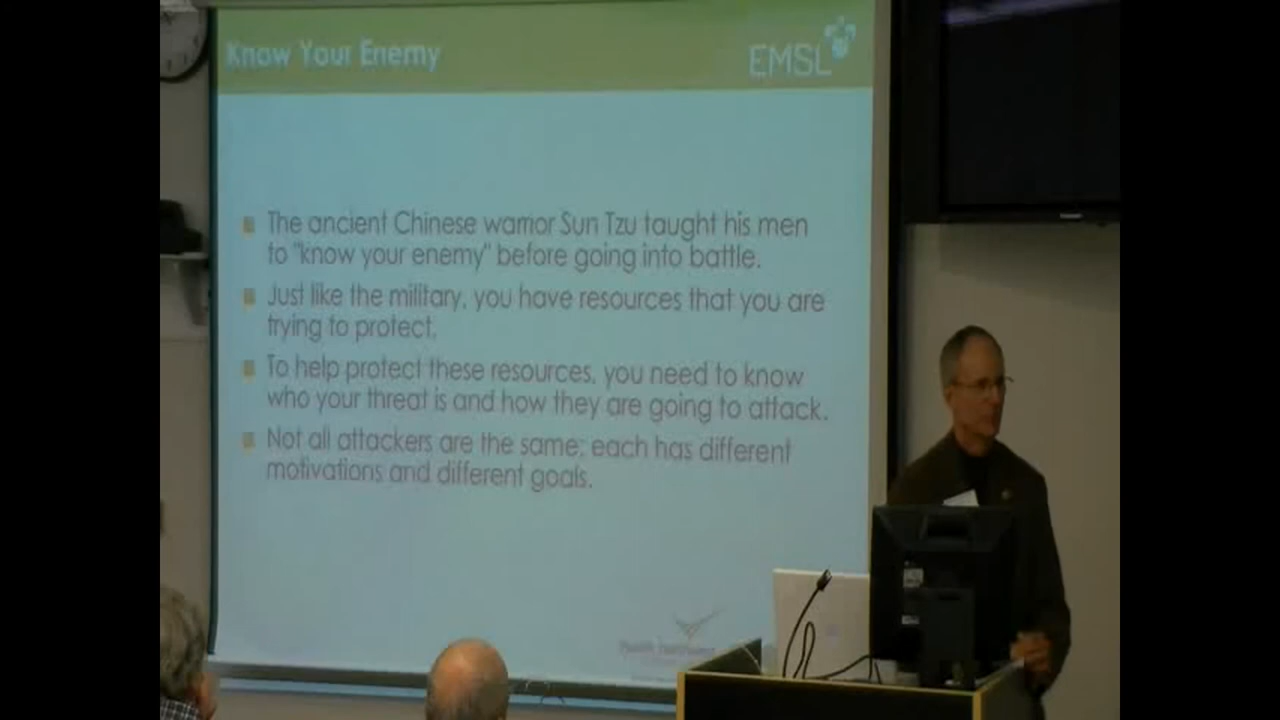 Know Your Enemy
EMSL
The ancient Chinese warrior Sun Tzu taught his men
to "know your enemy" before going into battle.
Just like the military, you have resources that you are
trying to protect.
To help protect these resources, you need to know
who your threat is and how they are going to attack.
Not all attackers are the same; each has different
motivations and different goals.